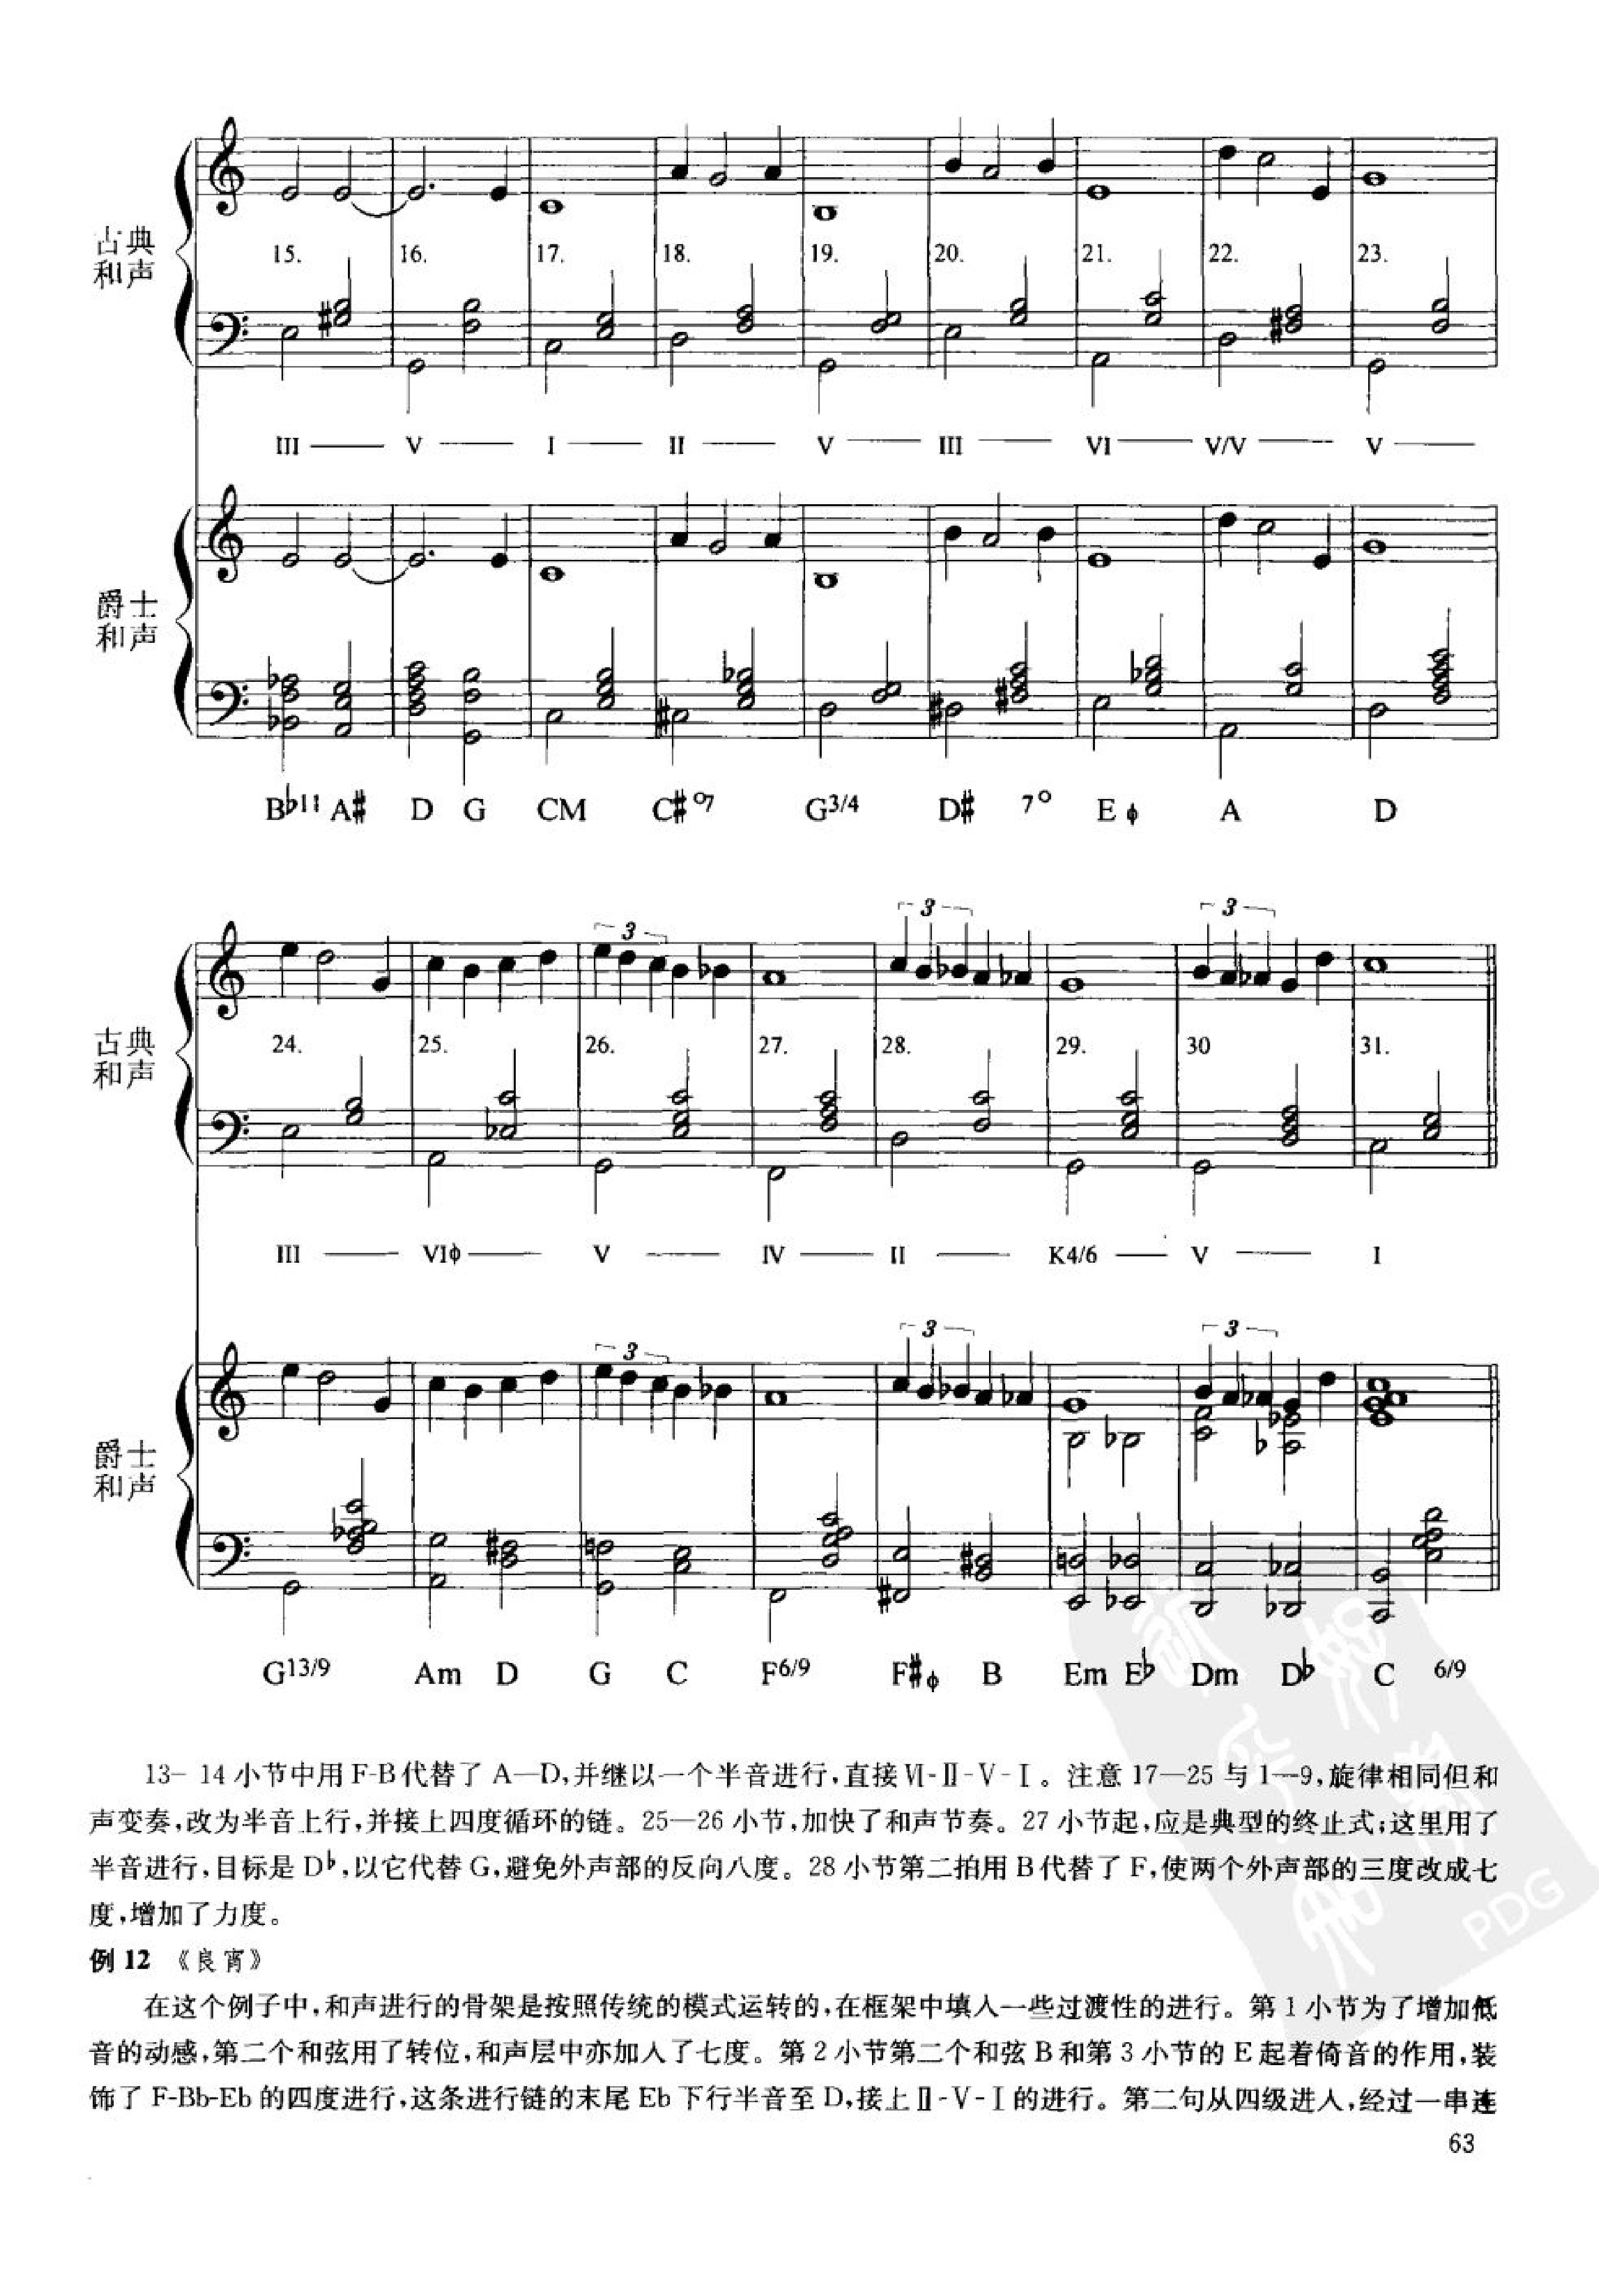 古典
和声
15. 16. 17. 18. 19. 20. 21. 22. 23.
III V I II V III VI V/V V
爵士
和声
B♭11 A# D G CM C#°7 G3/4 D# 7° Eϕ A D
3 3 3
古典
和声
24. 25. 26. 27. 28. 29. 30 31.
III VIϕ V IV II K4/6 V I
3 3 3
爵士
和声
G13/9 Am D G C F6/9 F#ϕ B Em E♭ Dm D♭ C 6/9
13- 14 小节中用 F-B 代替了 A—D,并继以一个半音进行,直接 Ⅵ-Ⅱ-Ⅴ-Ⅰ。注意 17—25 与 1—9,旋律相同但和
声变奏,改为半音上行,并接上四度循环的链。25—26 小节,加快了和声节奏。27 小节起,应是典型的终止式;这里用了
半音进行,目标是 D♭,以它代替 G,避免外声部的反向八度。28 小节第二拍用 B 代替了 F,使两个外声部的三度改成七
度,增加了力度。
例 12 《良宵》
在这个例子中,和声进行的骨架是按照传统的模式运转的,在框架中填入一些过渡性的进行。第 1 小节为了增加低
音的动感,第二个和弦用了转位,和声层中亦加入了七度。第 2 小节第二个和弦 B 和第 3 小节的 E 起着倚音的作用,装
饰了 F-Bb-Eb 的四度进行,这条进行链的末尾 Eb 下行半音至 D,接上 Ⅱ-Ⅴ-Ⅰ 的进行。第二句从四级进入,经过一串连
63
PDG